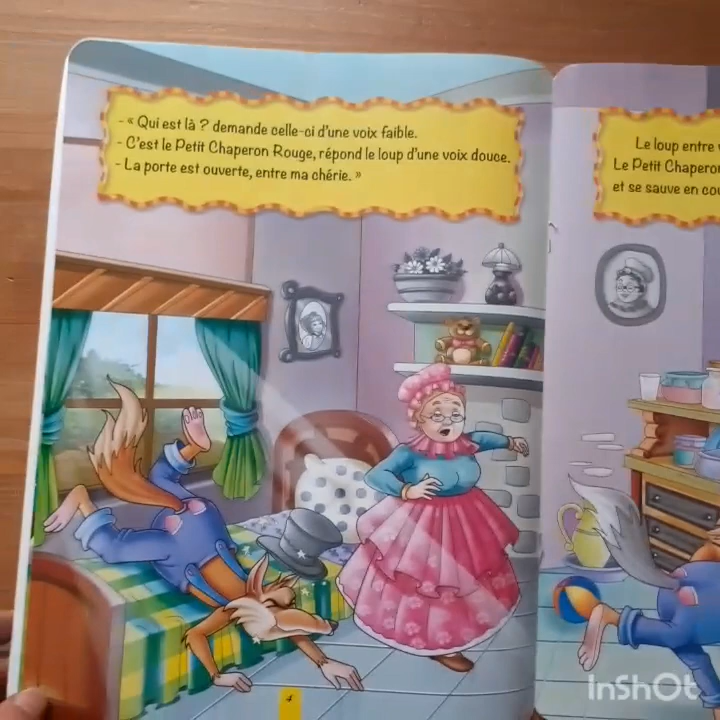 - « Qui est là ? demande celle-ci d'une voix faible.
- C'est le Petit Chaperon Rouge, répond le loup d'une voix douce.
- La porte est ouverte, entre ma chérie. »
Le loup entre
Le Petit
et se sauve en
4
InShOt